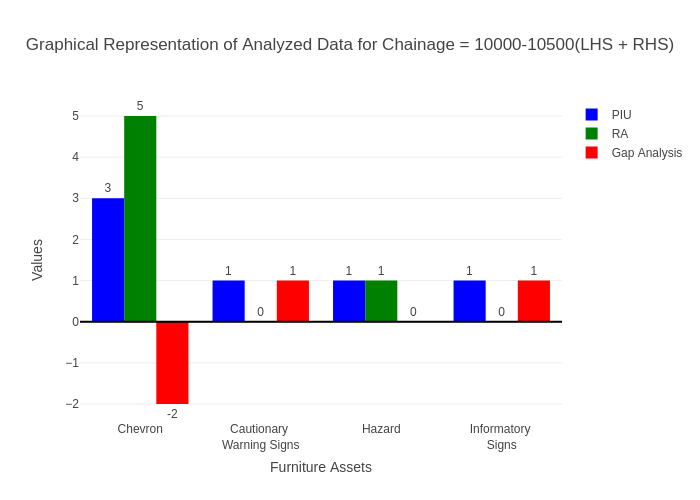 Graphical Representation of Analyzed Data for Chainage = 10000-10500(LHS + RHS)
PIU
RA
Gap Analysis
5
4
3
2
1
0
−1
−2
Values
3
5
-2
1
0
1
1
1
0
1
0
1
Chevron
Cautionary
Warning Signs
Hazard
Informatory
Signs
Furniture Assets